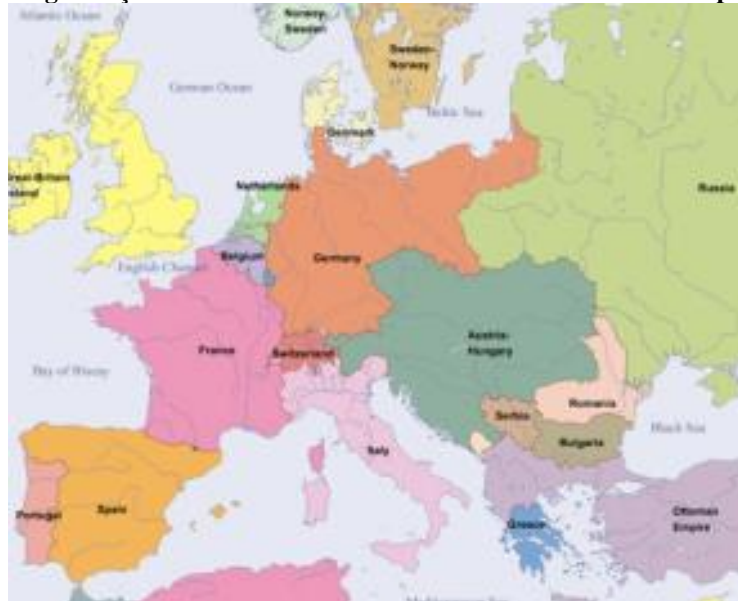 Atlantic Ocean
Norway-
Sweden
Sweden-
Norway
German Ocean
Baltic Sea
Denmark
Great-Britain
Ireland
Netherlands
Russia
Belgium
Germany
English Channel
Austria-
Hungary
France
Switzerland
Bay of Biscay
Romania
Serbia
Black Sea
Bulgaria
Italy
Portugal
Spain
Greece
Ottoman
Empire